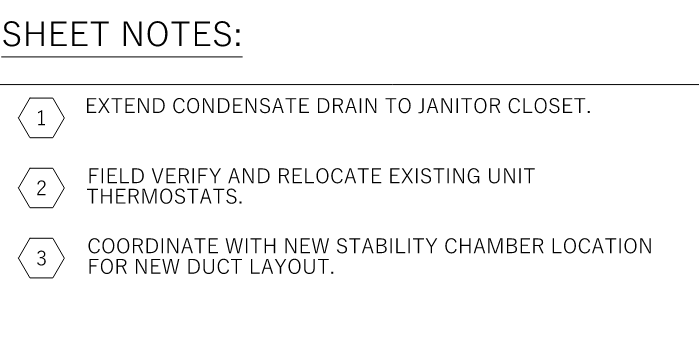 SHEET NOTES:
1 EXTEND CONDENSATE DRAIN TO JANITOR CLOSET.
2 FIELD VERIFY AND RELOCATE EXISTING UNIT
THERMOSTATS.
3 COORDINATE WITH NEW STABILITY CHAMBER LOCATION
FOR NEW DUCT LAYOUT.